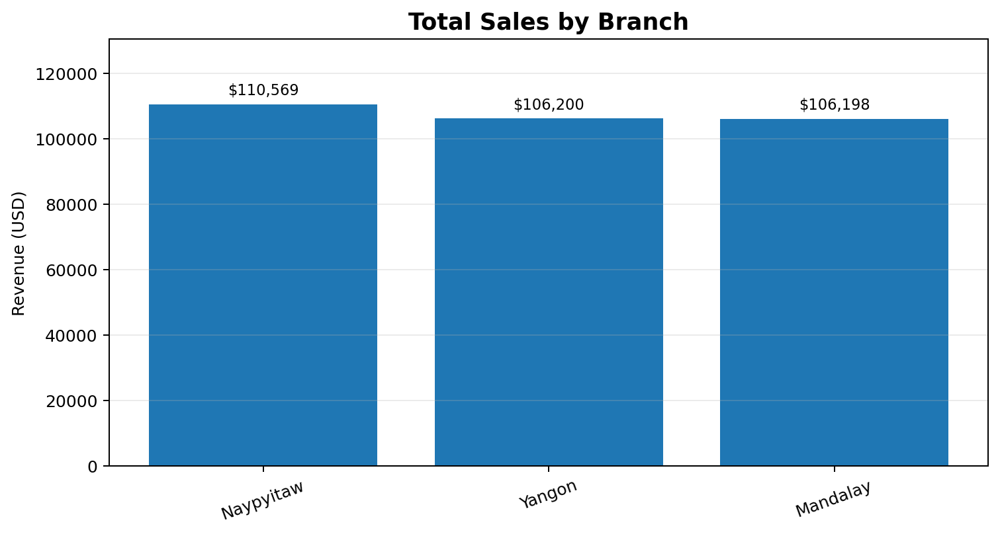 Total Sales by Branch
Revenue (USD)
120000
100000
80000
60000
40000
20000
0
$110,569
$106,200
$106,198
Naypyitaw
Yangon
Mandalay